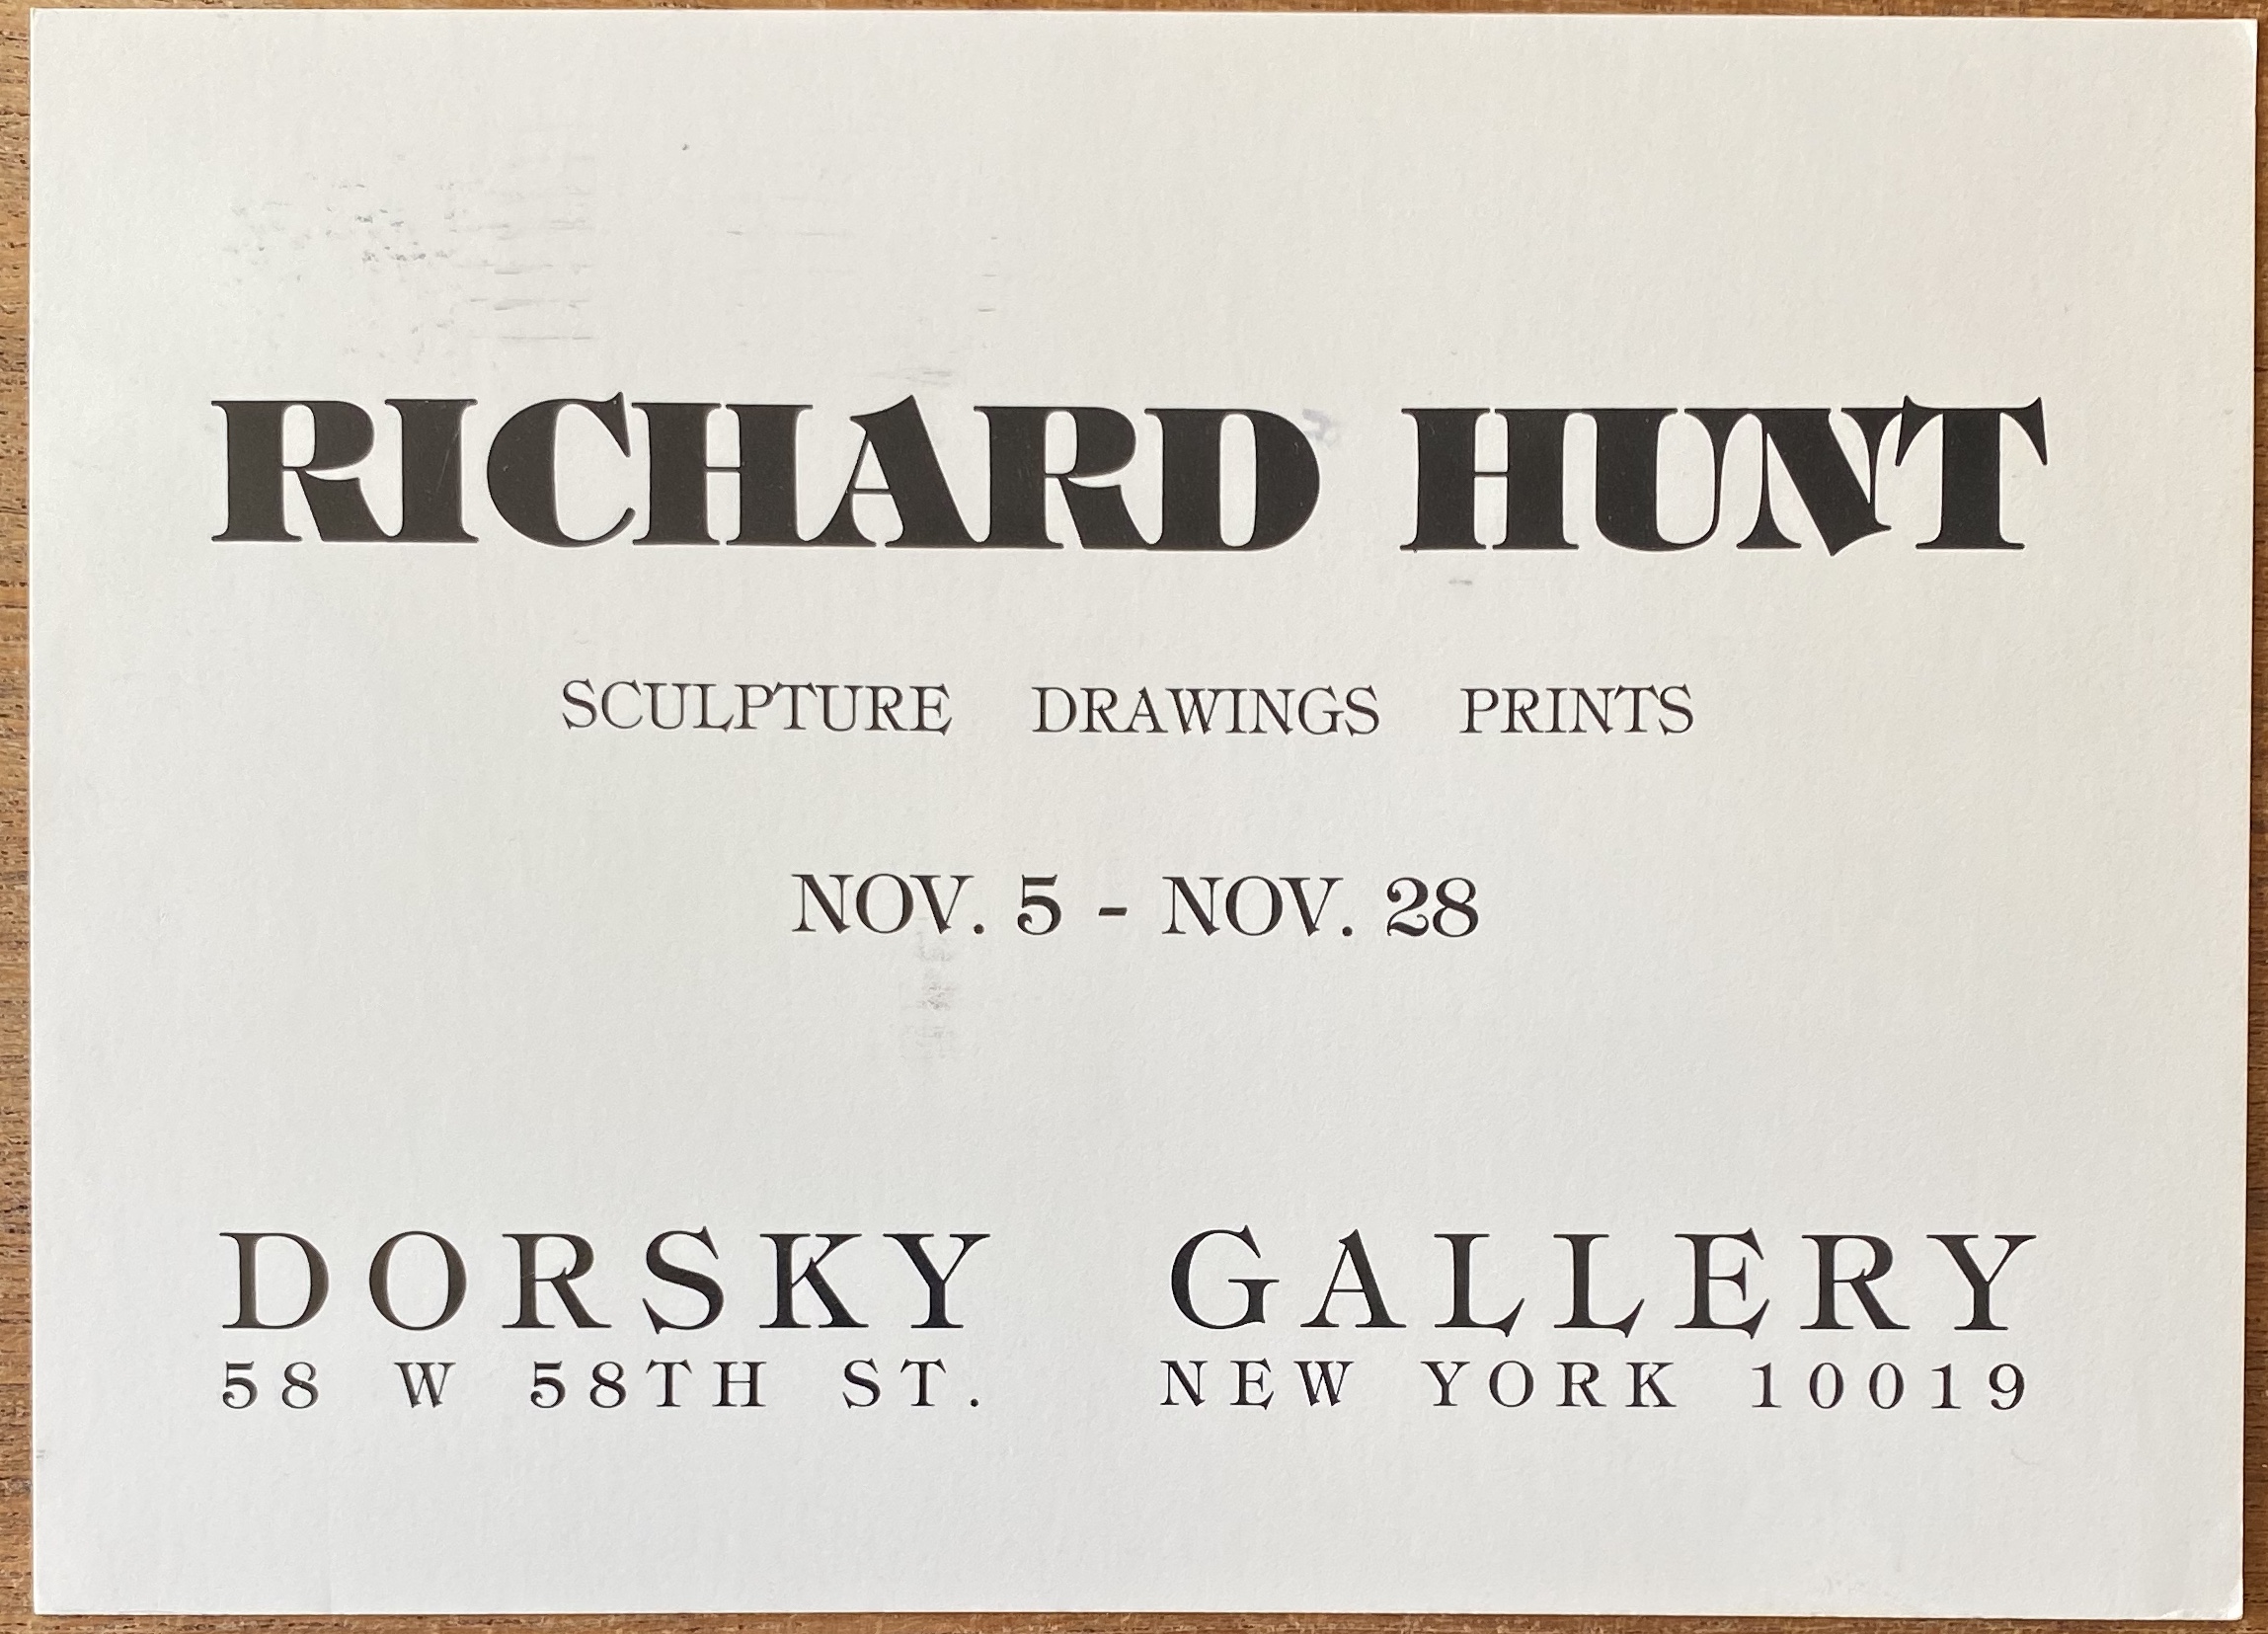 RICHARD HUNT
SCULPTURE DRAWINGS PRINTS
NOV. 5 - NOV. 28
DORSKY GALLERY
58 W 58TH ST. NEW YORK 10019